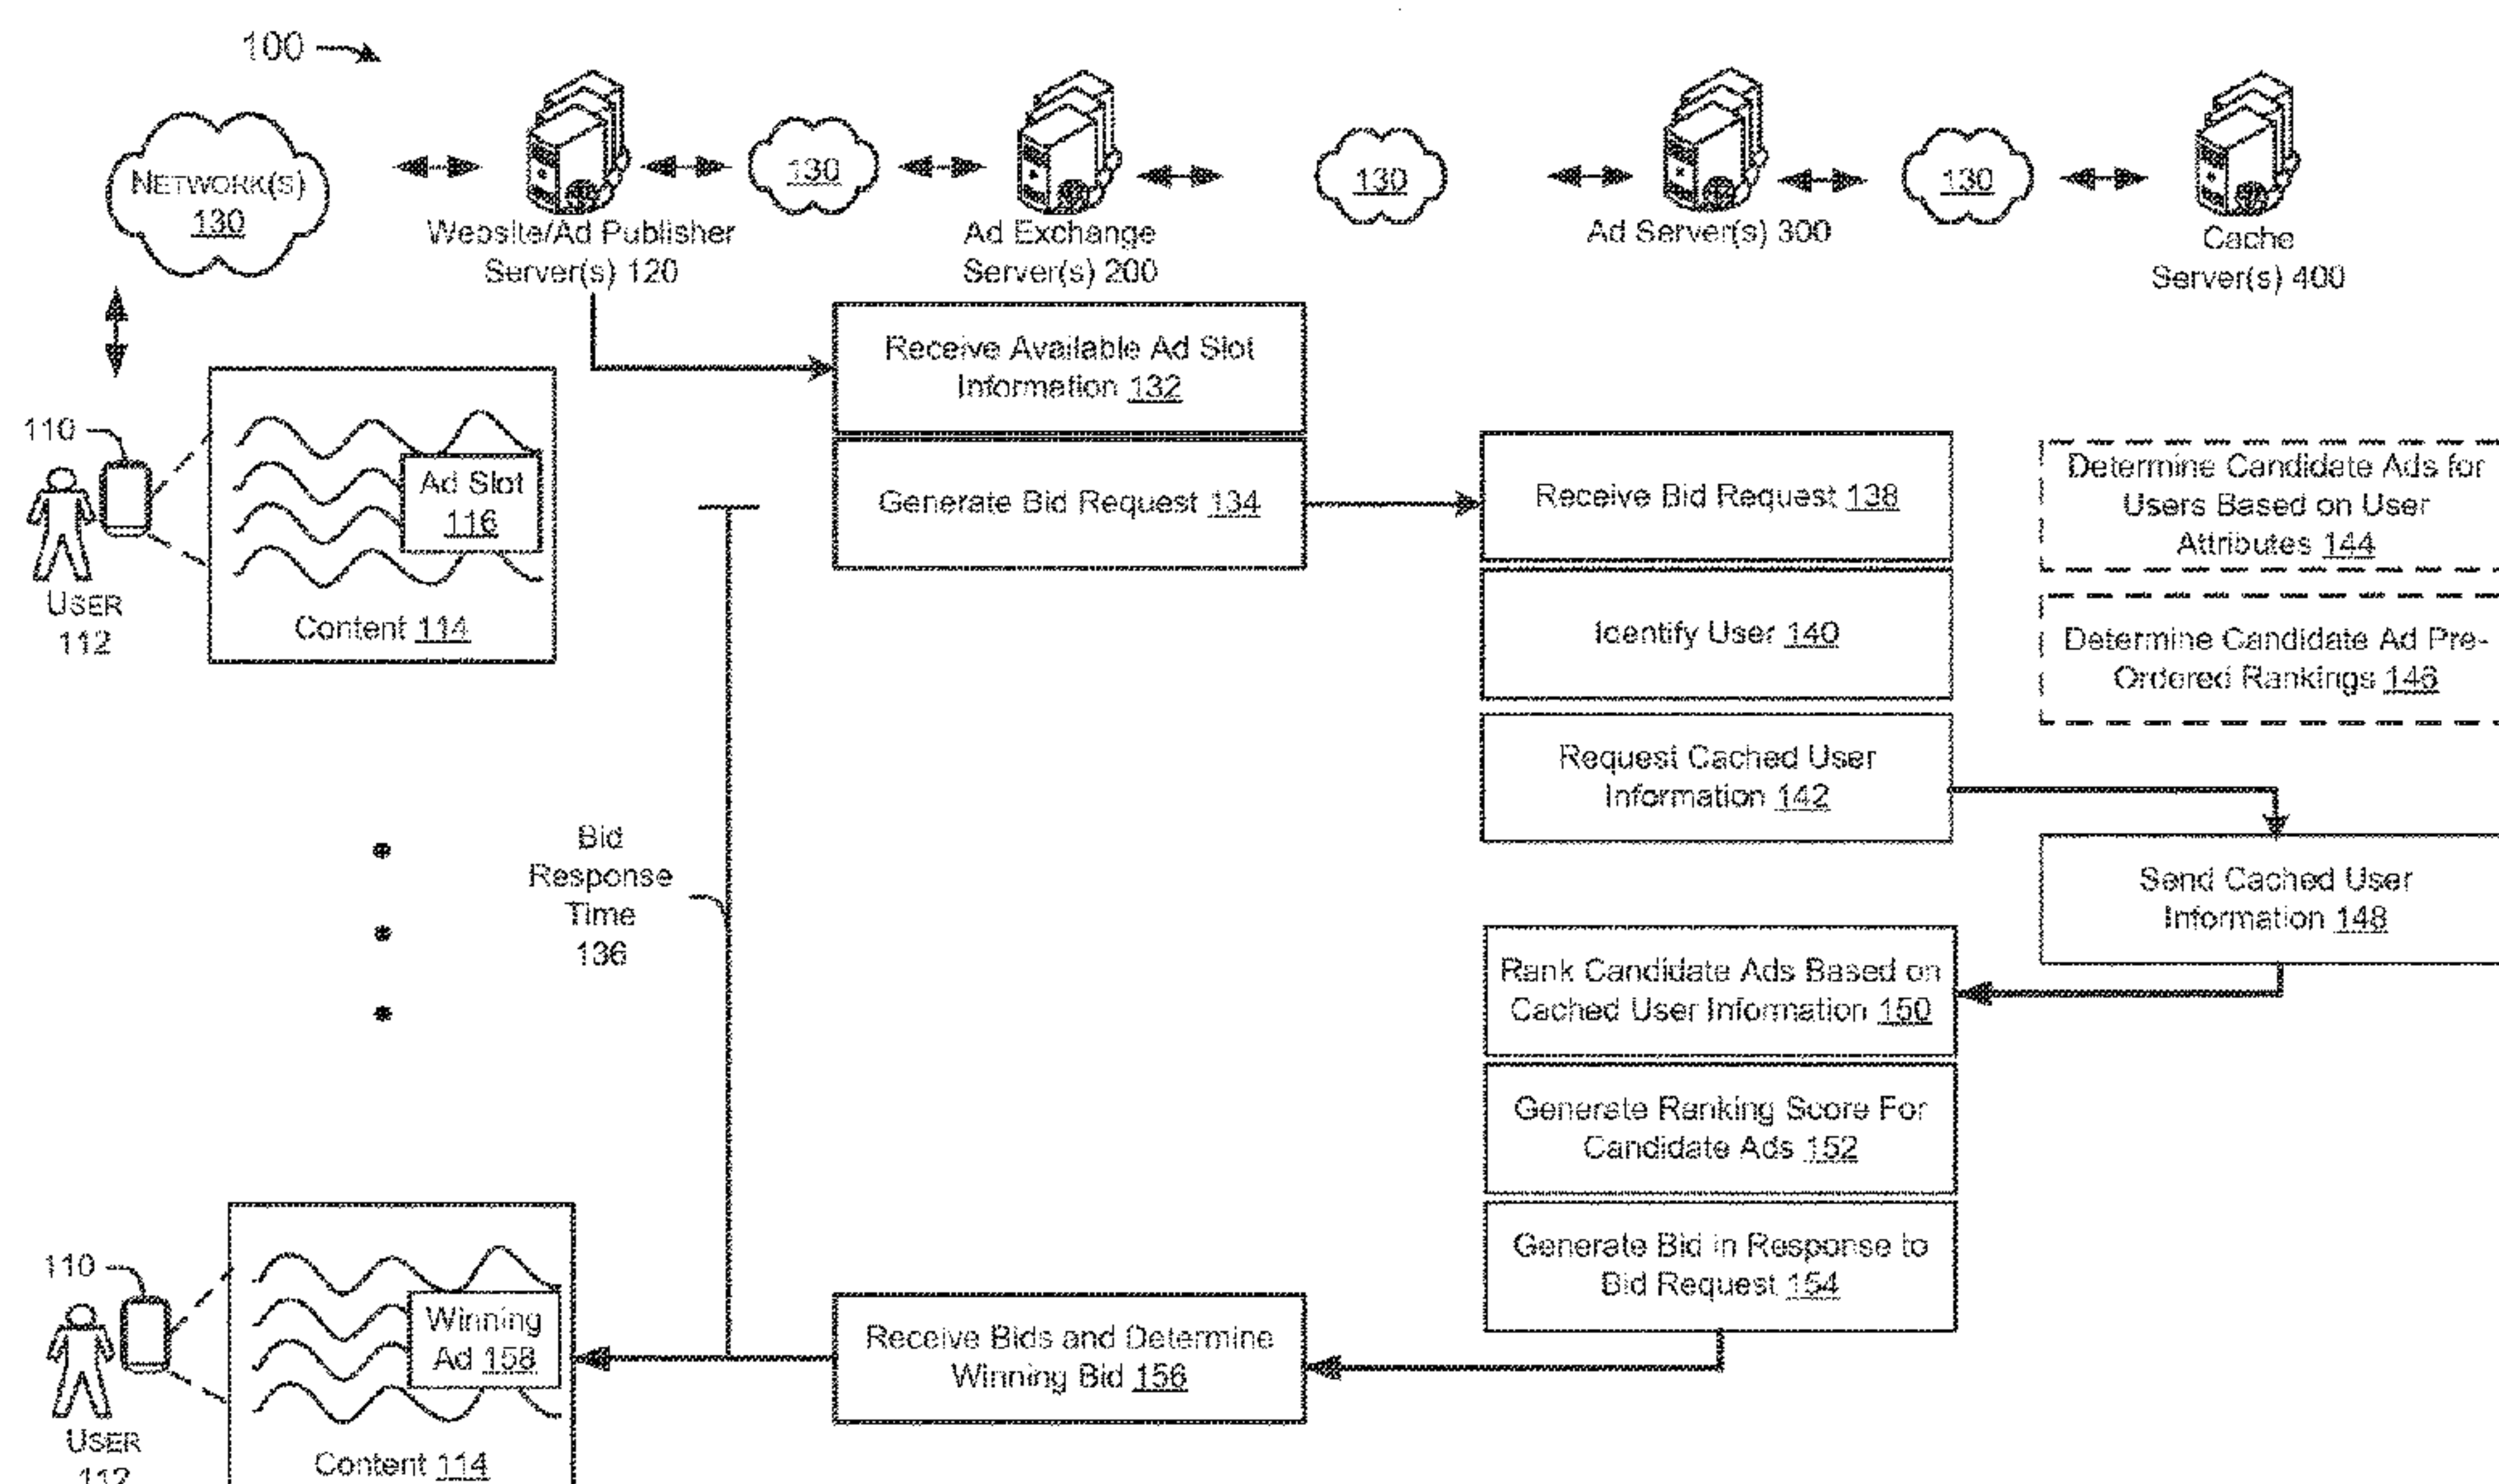 100
NETWORK(S)
130
130
130
130
Website/Ad Publisher
Server(s) 120
Ad Exchange
Server(s) 200
Ad Server(s) 300
Cache
Server(s) 400
Receive Available Ad Slot
Information 132
Generate Bid Request 134
110
USER
112
Ad Slot
116
Content 114
Receive Bid Request 138
Identify User 140
Request Cached User
Information 142
Determine Candidate Ads for
Users Based on User
Attributes 144
Determine Candidate Ad Pre-
Ordered Rankings 146
Send Cached User
Information 148
Bid
Response
Time
136
Rank Candidate Ads Based on
Cached User Information 150
Generate Ranking Score For
Candidate Ads 152
Generate Bid in Response to
Bid Request 154
Receive Bids and Determine
Winning Bid 156
110
USER
112
Winning
Ad 158
Content 114